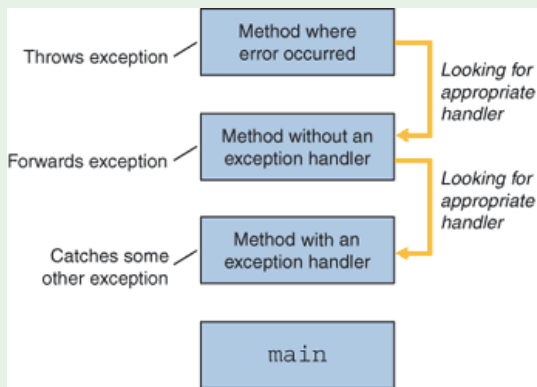 Throws exception
Method where
error occurred
Looking for
appropriate
handler
Forwards exception
Method without an
exception handler
Looking for
appropriate
handler
Catches some
other exception
Method with an
exception handler
main